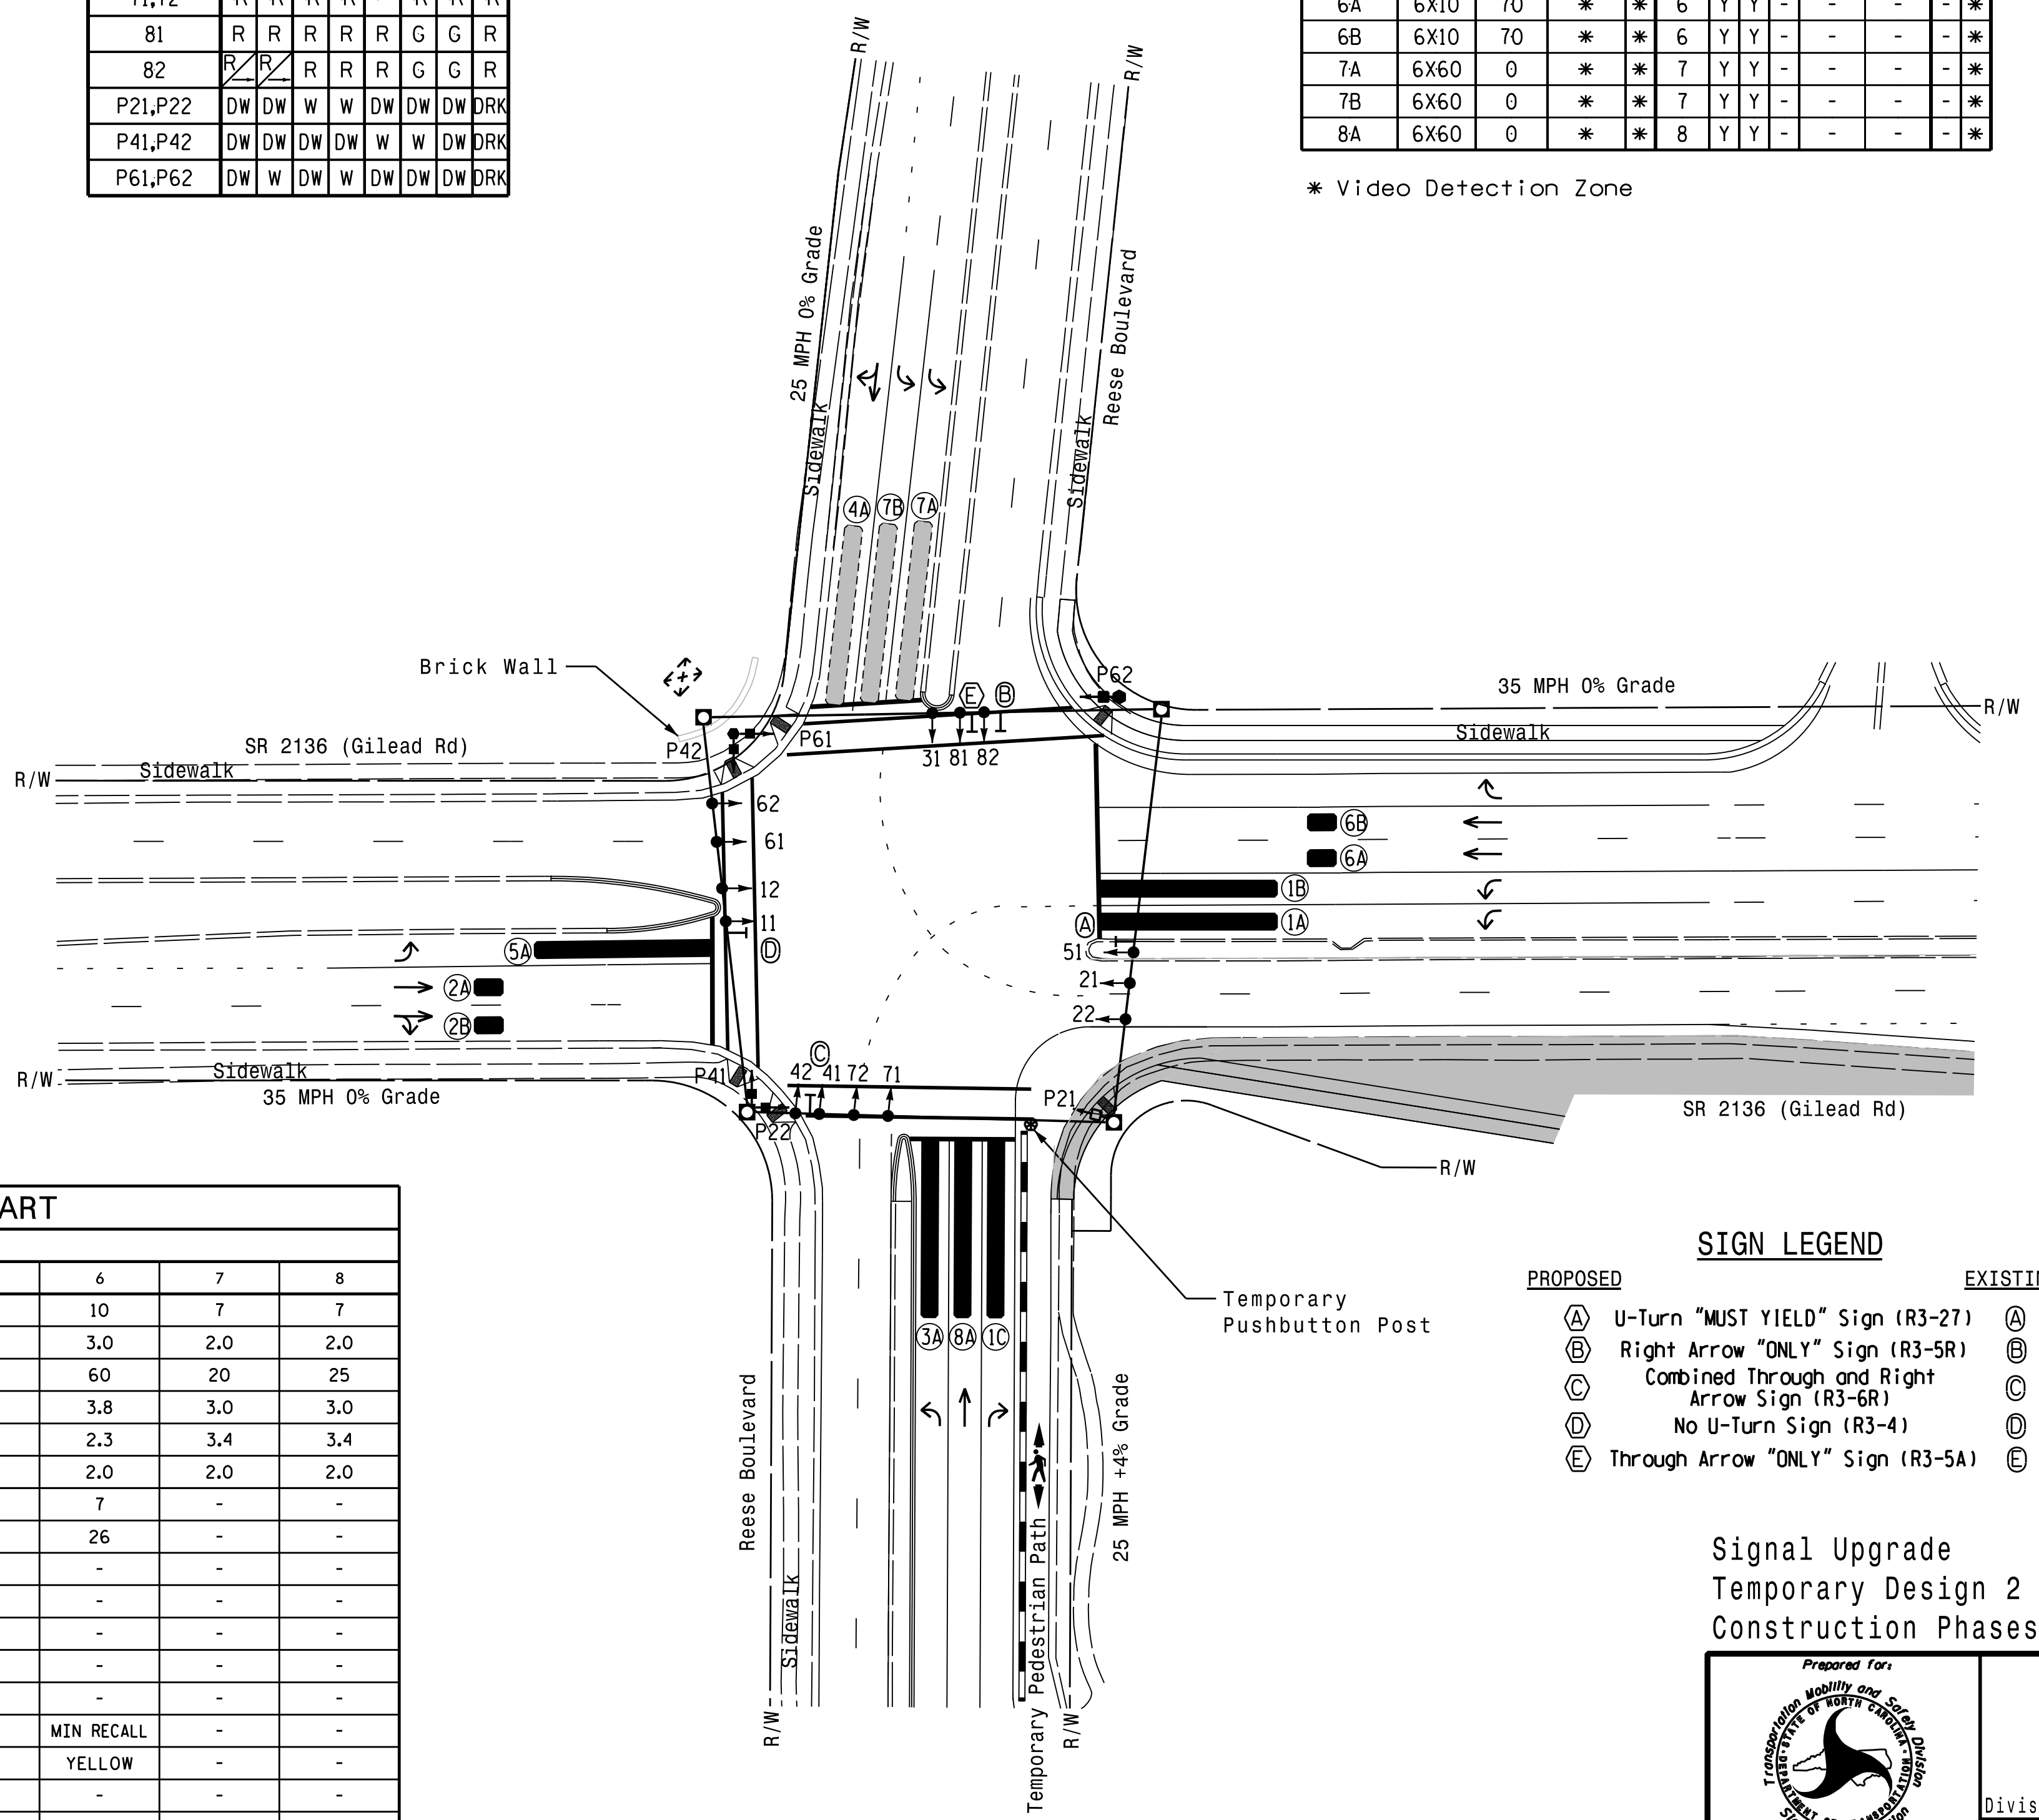 81 R R R R R G G R
82 R R R R R G G R
P21,P22 DW DW W W DW DW DW DRK
P41,P42 DW DW DW DW W W DW DRK
P61,P62 DW W DW W DW DW DW DRK
6A 6X10 70 * * 6 Y Y - - - - *
6B 6X10 70 * * 6 Y Y - - - - *
7A 6X60 0 * * 7 Y Y - - - - *
7B 6X60 0 * * 7 Y Y - - - - *
8A 6X60 0 * * 8 Y Y - - - - *
* Video Detection Zone
R/W
R/W
25 MPH 0% Grade
Reese Boulevard
Sidewalk
Sidewalk
4A 7B 7A
Brick Wall
P62
E B
35 MPH 0% Grade
R/W
P42
P61
SR 2136 (Gilead Rd)
Sidewalk
31 81 82
Sidewalk
R/W
62
61
12
11
6B
6A
1B
1A
A
5A
D
51
2A
21
2B
22
C
R/W
Sidewalk
35 MPH 0% Grade
P41
42 41 72 71
P22
P21
SR 2136 (Gilead Rd)
R/W
Temporary
Pushbutton Post
3A 8A 1C
Reese Boulevard
Sidewalk
R/W
Temporary Pedestrian Path
25 MPH +4% Grade
R/W
ART
6 7 8
10 7 7
3.0 2.0 2.0
60 20 25
3.8 3.0 3.0
2.3 3.4 3.4
2.0 2.0 2.0
7 - -
26 - -
- - -
- - -
- - -
- - -
- - -
MIN RECALL - -
YELLOW - -
- - -
SIGN LEGEND
PROPOSED
A U-Turn "MUST YIELD" Sign (R3-27) A
B Right Arrow "ONLY" Sign (R3-5R) B
C Combined Through and Right
Arrow Sign (R3-6R) C
D No U-Turn Sign (R3-4) D
E Through Arrow "ONLY" Sign (R3-5A) E
Signal Upgrade
Temporary Design 2
Construction Phases
Prepared for:
Transportation Mobility and Safety Division
STATE OF NORTH CAROLINA